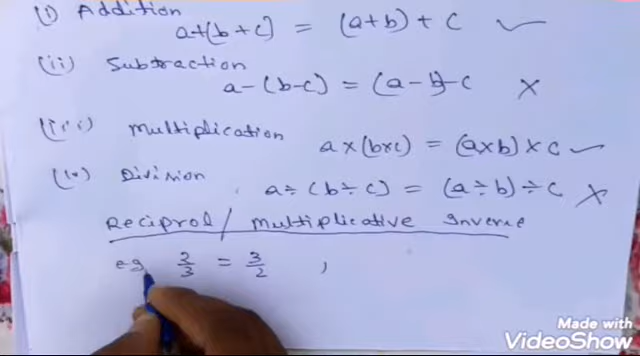 (i) Addition
a+(b+c) = (a+b) + c ✓
(ii) Subtraction
a-(b-c) = (a-b)-c ×
(iii) multiplication
a×(b×c) = (a×b)×c ✓
(iv) Division
a÷(b÷c) = (a÷b)÷c ×
Reciprol / multiplicative Inverse
eg 2/3 = 3/2 ,
Made with
VideoShow